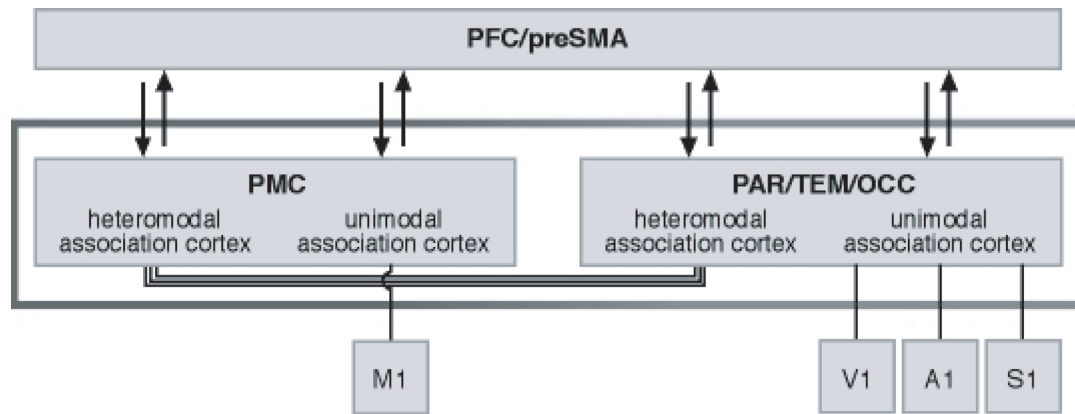 PFC/preSMA
PMC
heteromodal
association cortex
unimodal
association cortex
PAR/TEM/OCC
heteromodal
association cortex
unimodal
association cortex
M1
V1
A1
S1